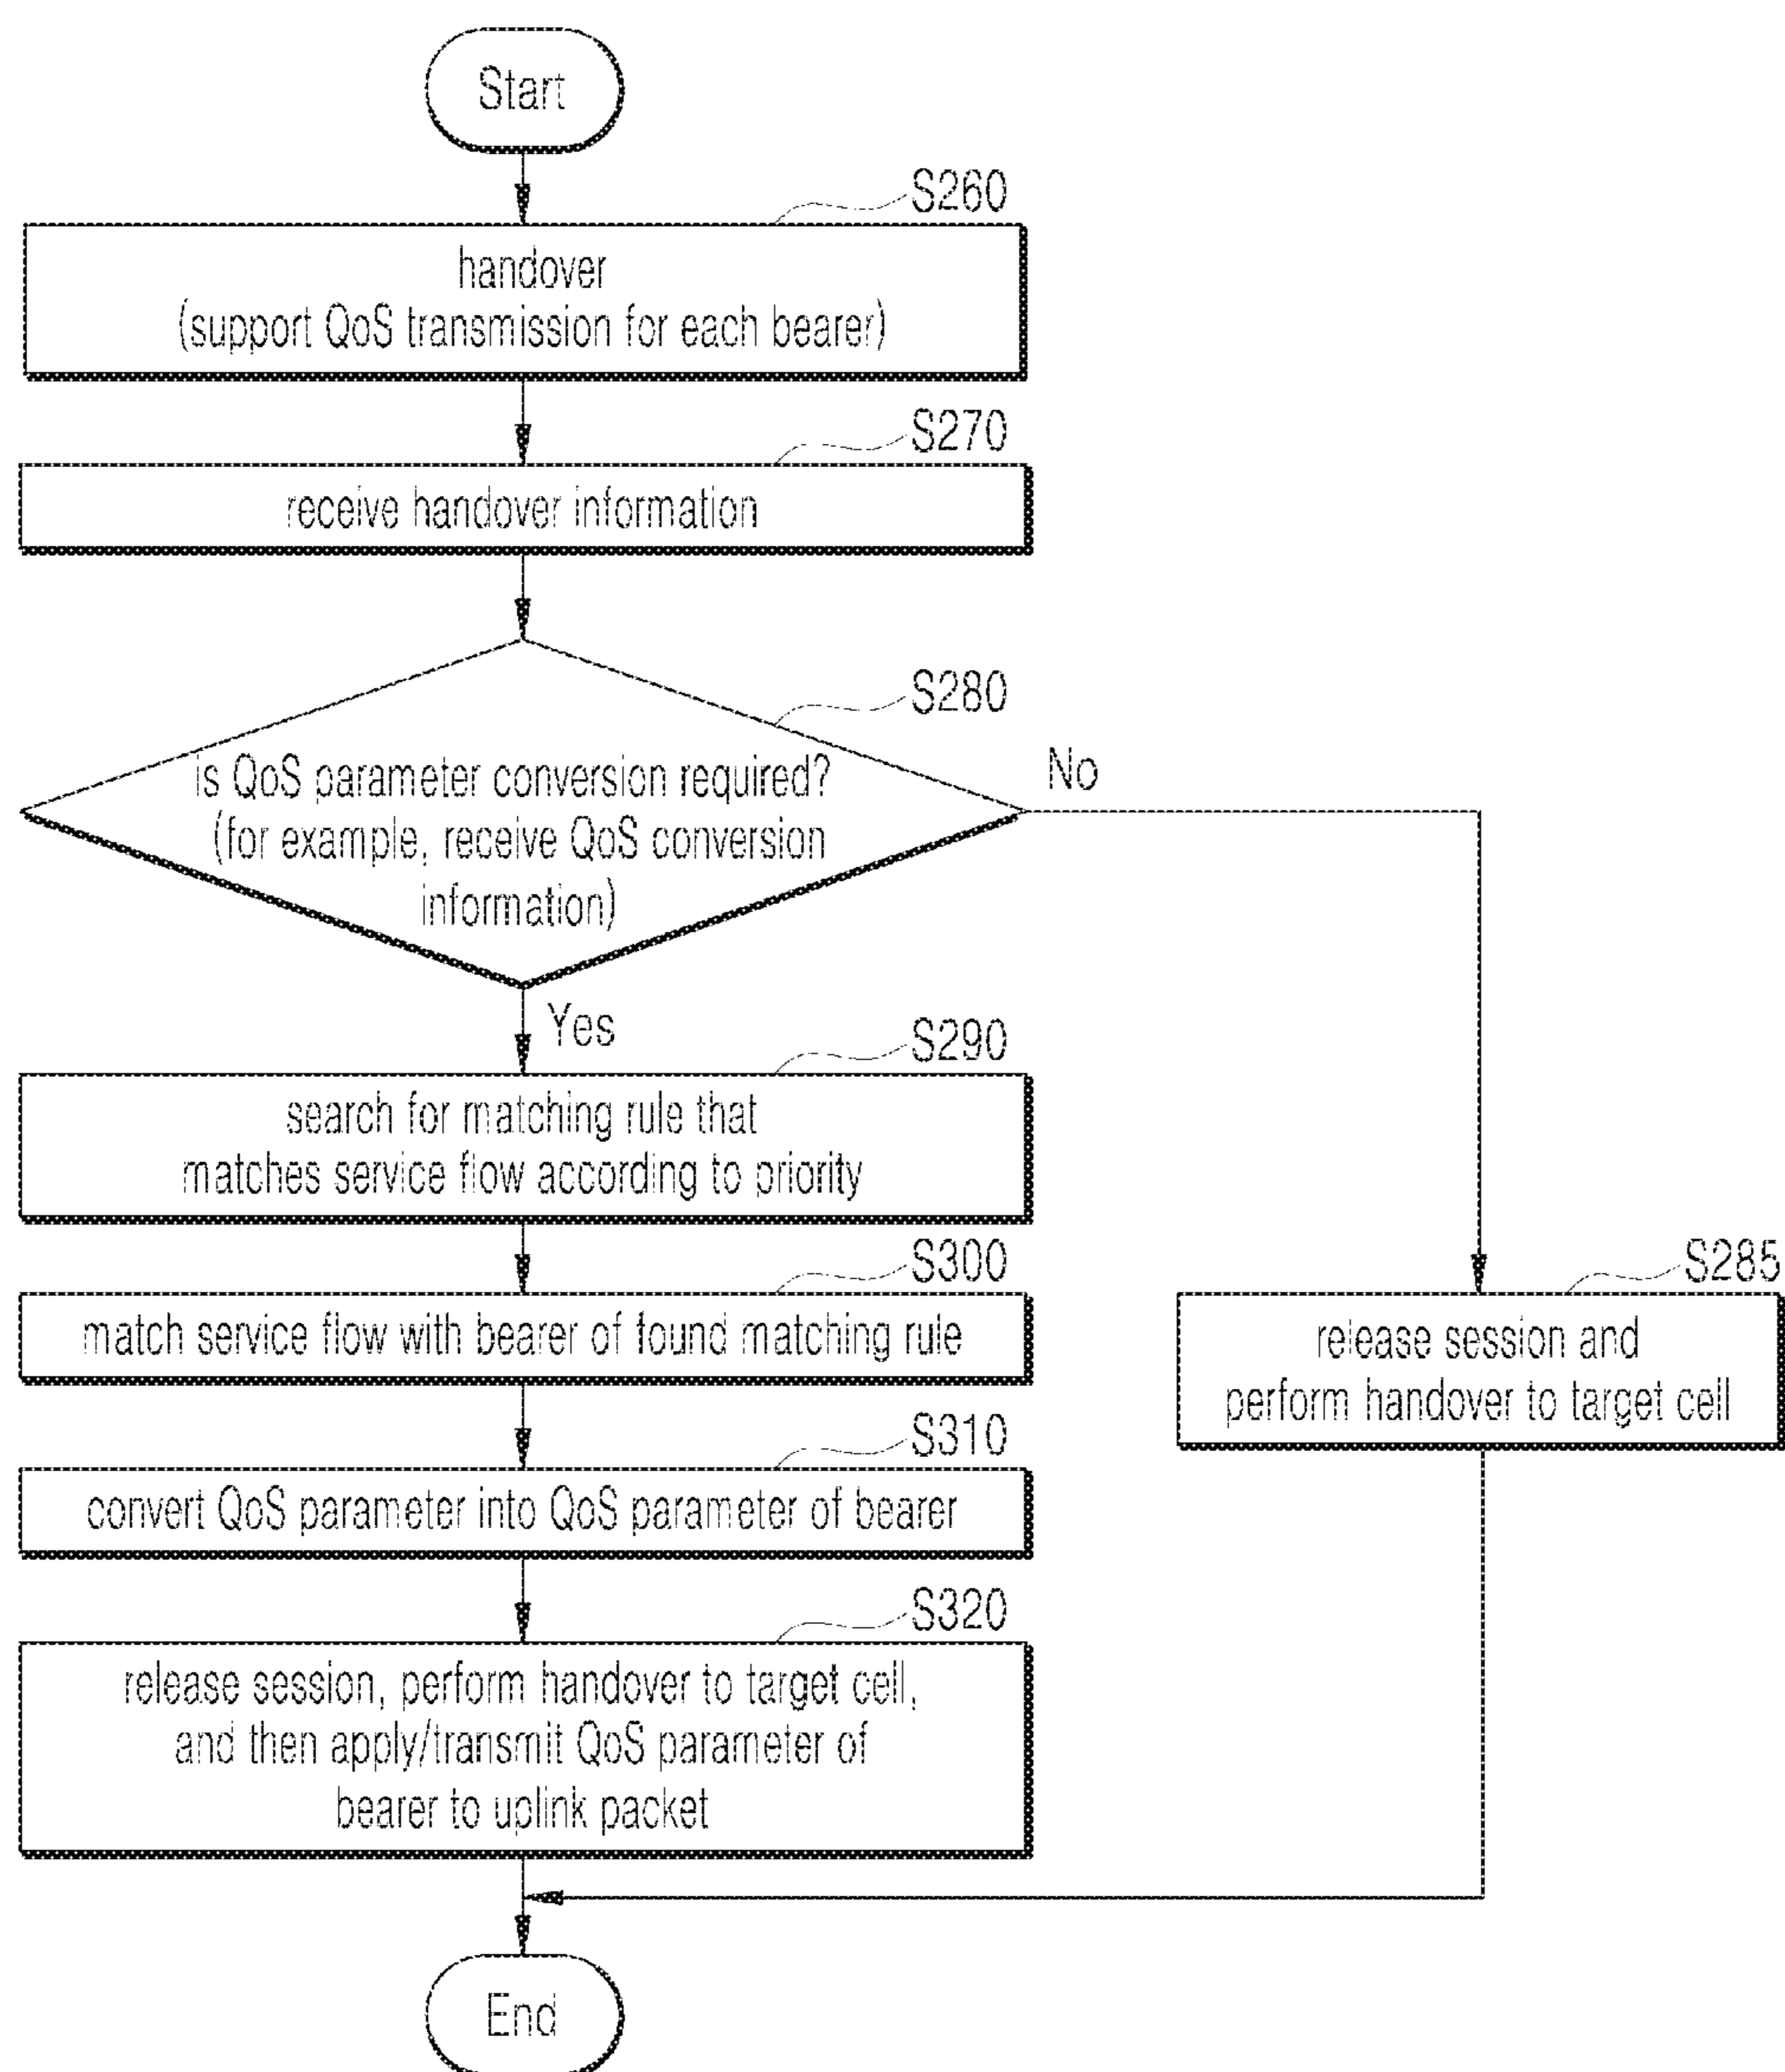 Start
S260
handover
(support QoS transmission for each bearer)
S270
receive handover information
S280
is QoS parameter conversion required?
(for example, receive QoS conversion
information)
No
Yes
S290
search for matching rule that
matches service flow according to priority
S300
match service flow with bearer of found matching rule
S285
release session and
perform handover to target cell
S310
convert QoS parameter into QoS parameter of bearer
S320
release session, perform handover to target cell,
and then apply/transmit QoS parameter of
bearer to uplink packet
End